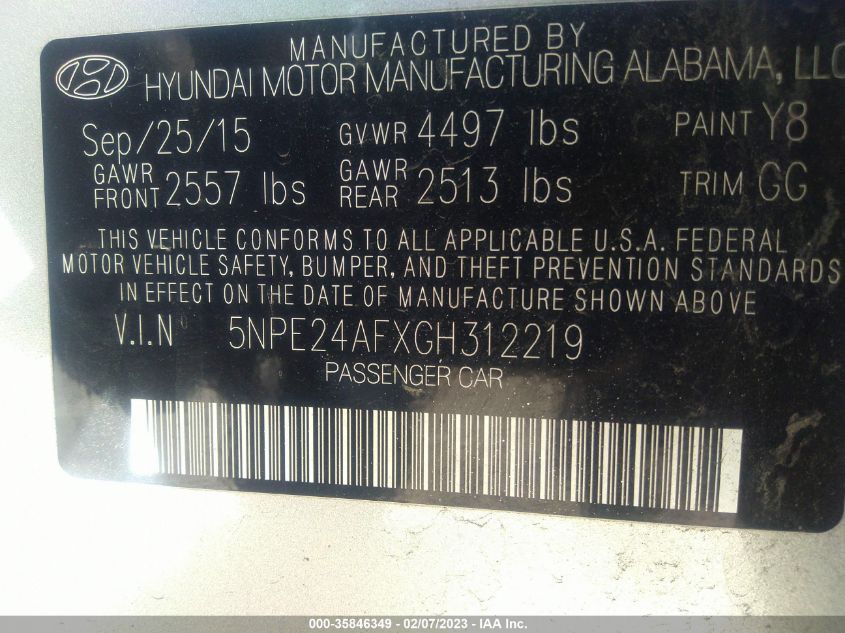 MANUFACTURED BY
HYUNDAI MOTOR MANUFACTURING ALABAMA, LLC
Sep/25/15 GVWR 4497 lbs PAINT Y8
GAWR FRONT 2557 lbs GAWR REAR 2513 lbs TRIM GG
THIS VEHICLE CONFORMS TO ALL APPLICABLE U.S.A. FEDERAL
MOTOR VEHICLE SAFETY, BUMPER, AND THEFT PREVENTION STANDARDS
IN EFFECT ON THE DATE OF MANUFACTURE SHOWN ABOVE
V.I.N 5NPE24AFXGH312219
PASSENGER CAR
000-35846349 - 02/07/2023 - IAA Inc.